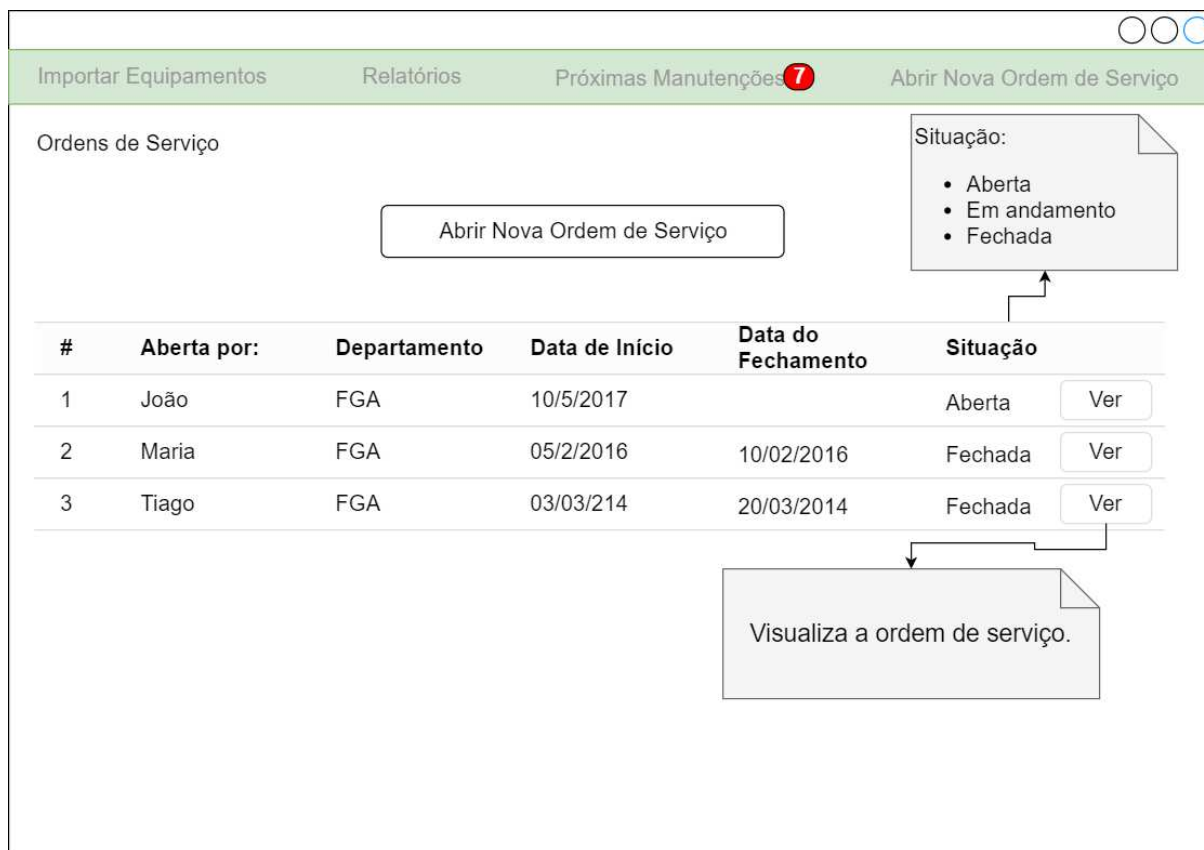 Importar Equipamentos Relatórios Próximas Manutenções 7 Abrir Nova Ordem de Serviço
Ordens de Serviço
Situação:
• Aberta
• Em andamento
• Fechada
Abrir Nova Ordem de Serviço
# Aberta por: Departamento Data de Início Data do Fechamento Situação
1 João FGA 10/5/2017 Aberta Ver
2 Maria FGA 05/2/2016 10/02/2016 Fechada Ver
3 Tiago FGA 03/03/214 20/03/2014 Fechada Ver
Visualiza a ordem de serviço.